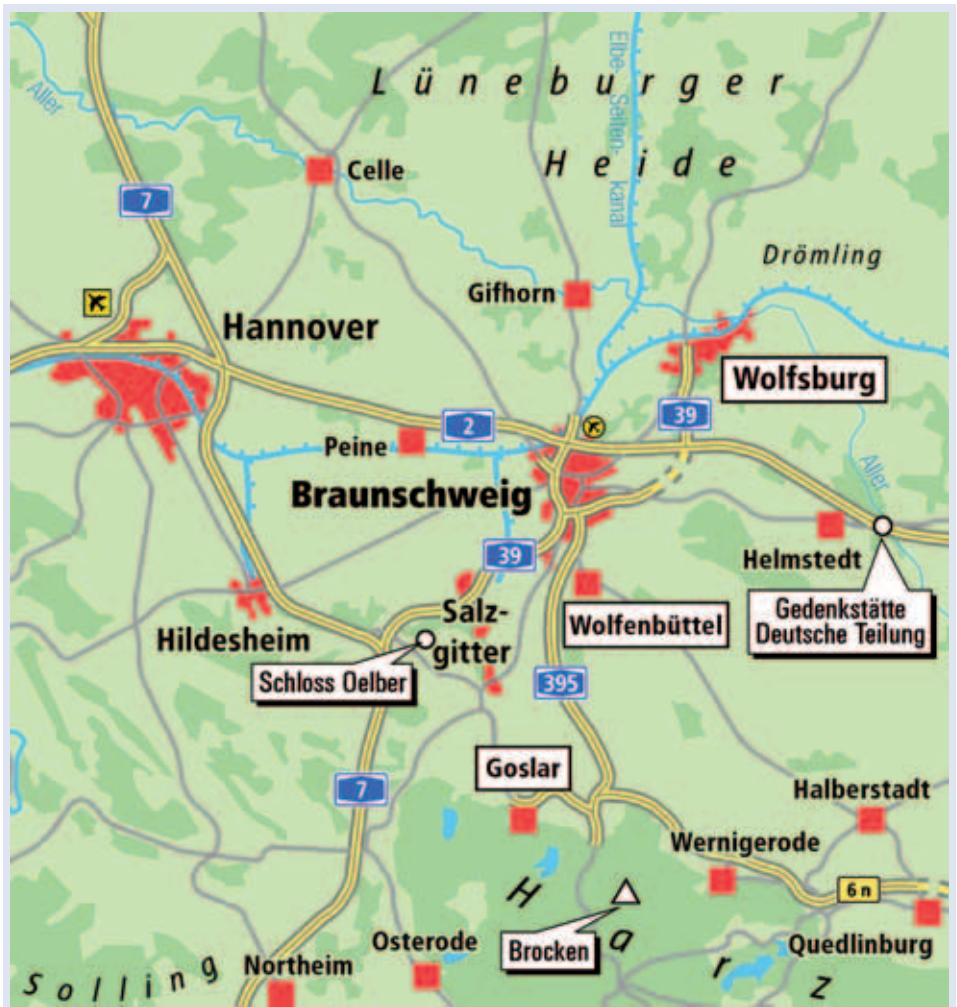 Lüneburger
Heide
Aller
Elbe-Seiten-
kanal
Celle
7
Drömling
Gifhorn
Hannover
Wolfsburg
39
2
Peine
Braunschweig
Aller
39
Helmstedt
Gedenkstätte
Deutsche Teilung
Hildesheim
Salz-
gitter
Wolfenbüttel
Schloss Oelber
395
Goslar
7
Halberstadt
Wernigerode
6 n
Harz
Brocken
Quedlinburg
Osterode
Northeim
Solling